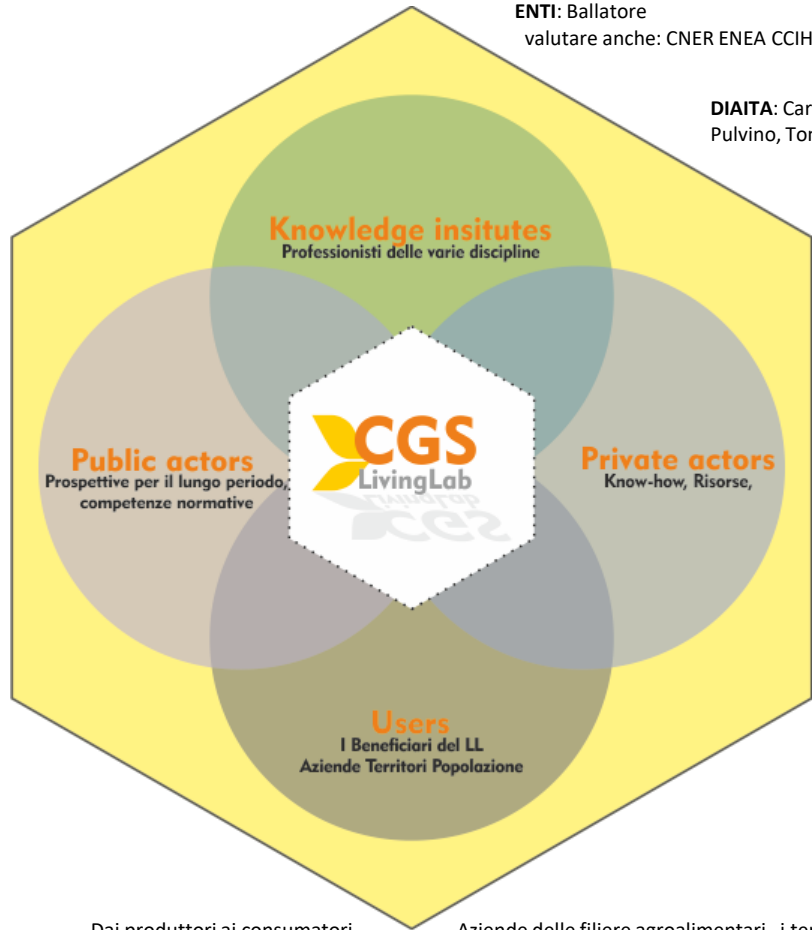 ENTI: Ballatore
valutare anche: CNER ENEA CCIH
DIAITA: Car
Pulvino, Tor
Knowledge insitutes
Professionisti delle varie discipline
Public actors
Prospettive per il lungo periodo,
competenze normative
CGS
LivingLab
Private actors
Know-how, Risorse,
Users
I Beneficiari del LL
Aziende Territori Popolazione
Dai produttori ai consumatori
Aziende delle filiere agroalimentari i te